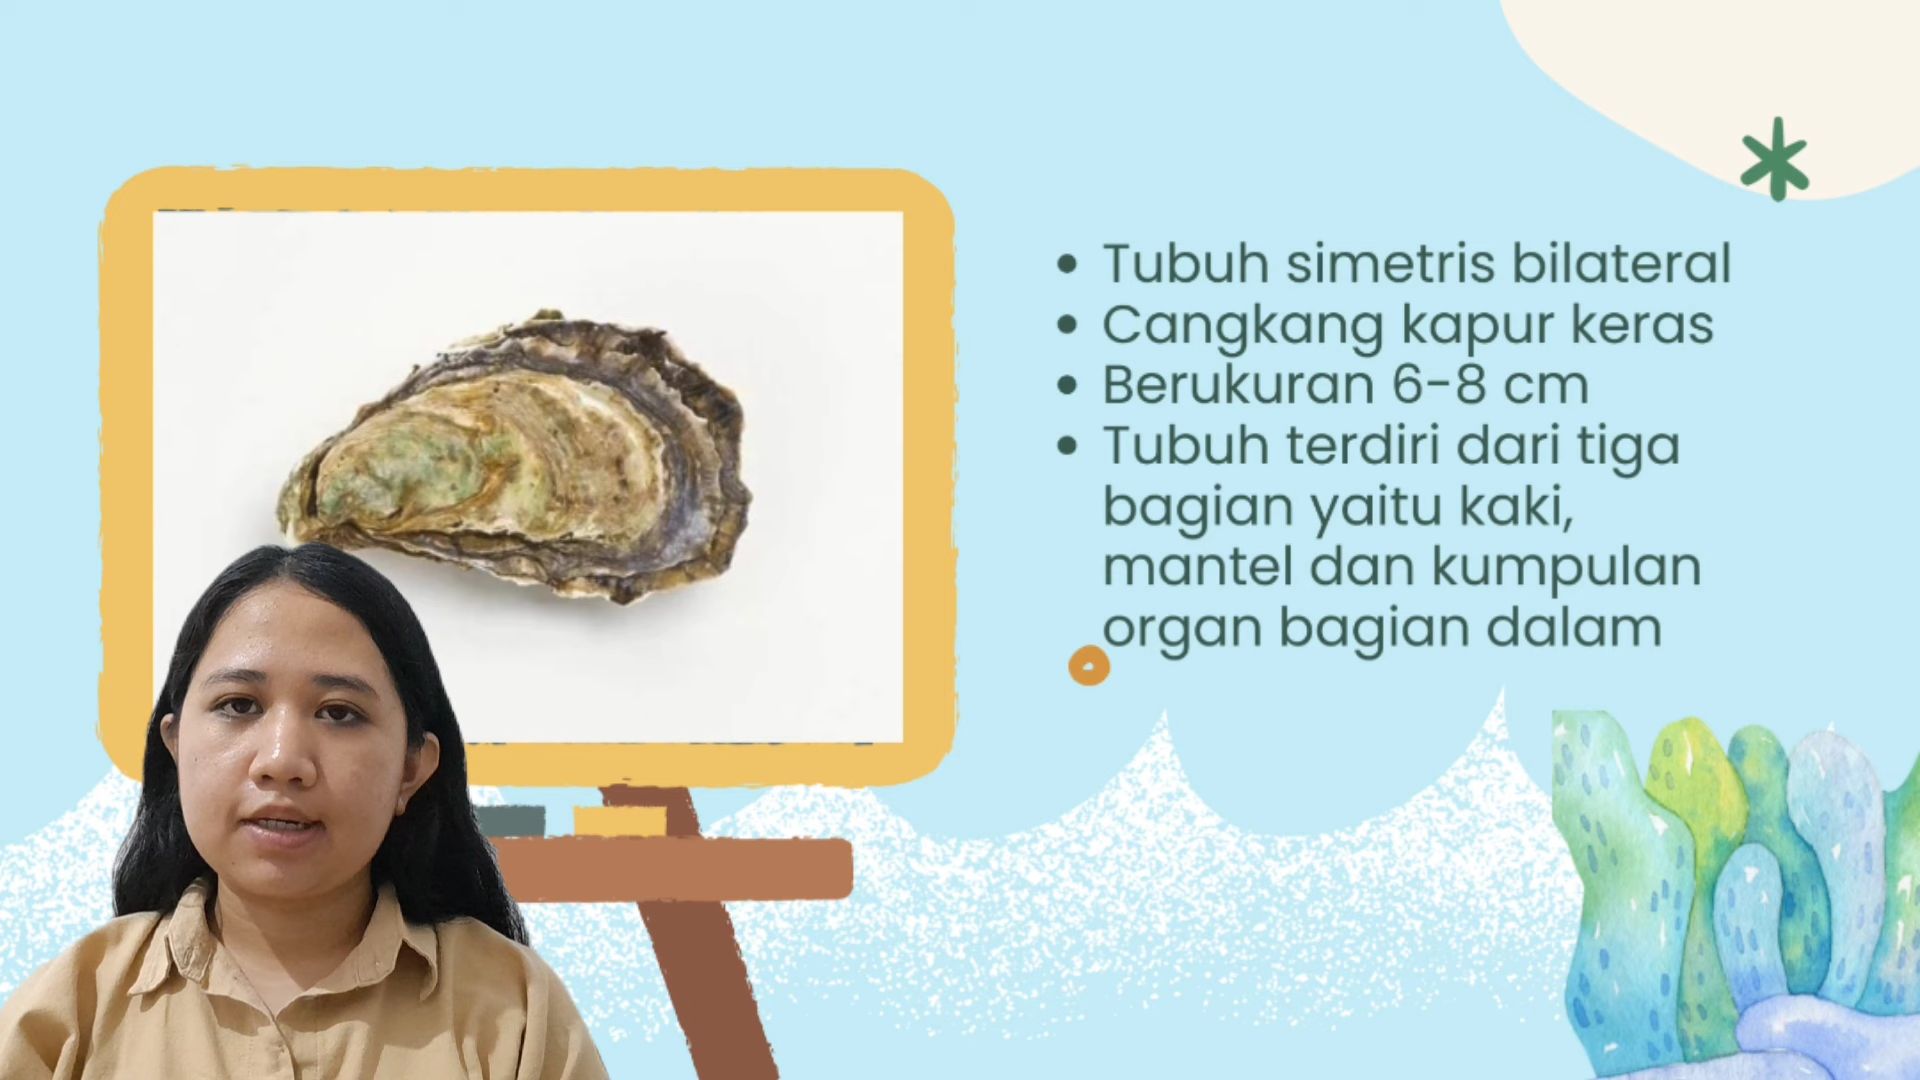 • Tubuh simetris bilateral
• Cangkang kapur keras
• Berukuran 6-8 cm
• Tubuh terdiri dari tiga
bagian yaitu kaki,
mantel dan kumpulan
organ bagian dalam